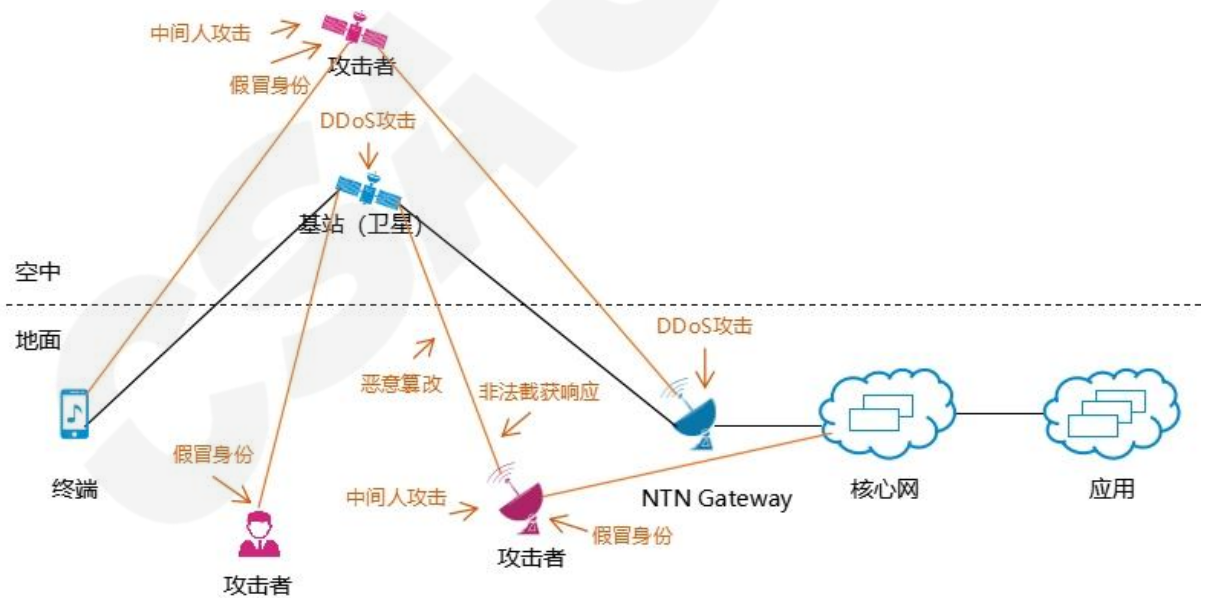 中间人攻击
攻击者
假冒身份
DDoS攻击
基站（卫星）
空中
地面
DDoS攻击
恶意篡改
非法截获响应
假冒身份
终端
中间人攻击
NTN Gateway
核心网
应用
假冒身份
攻击者
攻击者
CSA